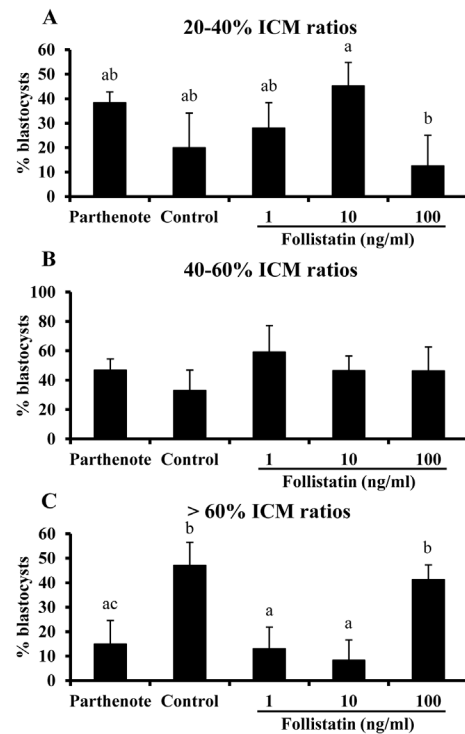 A
20-40% ICM ratios
% blastocysts
60
50
40
30
20
10
0
ab
ab
ab
a
b
Parthenote Control 1 10 100
Follistatin (ng/ml)
B
40-60% ICM ratios
% blastocysts
100
80
60
40
20
0
Parthenote Control 1 10 100
Follistatin (ng/ml)
C
> 60% ICM ratios
% blastocysts
60
50
40
30
20
10
0
ac
b
a
a
b
Parthenote Control 1 10 100
Follistatin (ng/ml)